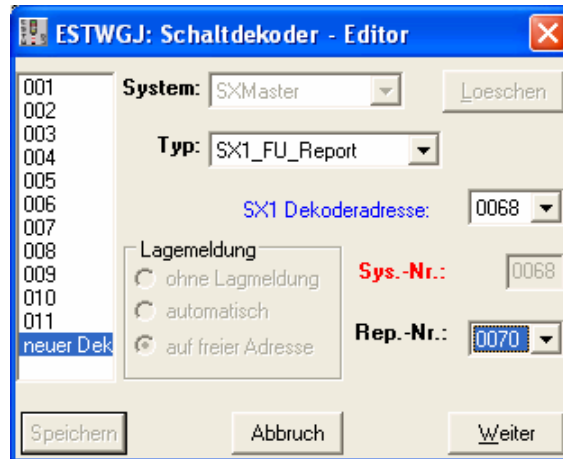 ESTWGJ: Schaltdekoder - Editor
001
002
003
004
005
006
007
008
009
010
011
neuer Dek
System: SXMaster
Loeschen
Typ: SX1_FU_Report
SX1 Dekoderadresse: 0068
Lagemeldung
ohne Lagmeldung
automatisch
auf freier Adresse
Sys.-Nr.: 0068
Rep.-Nr.: 0070
Speichern
Abbruch
Weiter